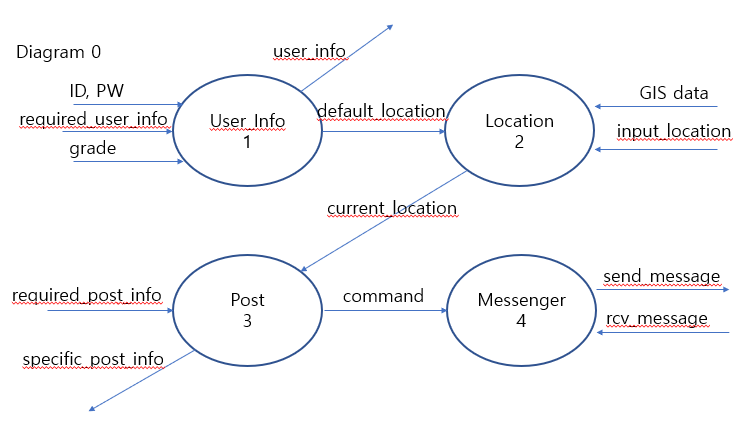 Diagram 0
user_info
ID, PW
required_user_info
grade
User_Info
1
default_location
Location
2
GIS data
input_location
current_location
required_post_info
specific_post_info
Post
3
command
Messenger
4
send_message
rcv_message